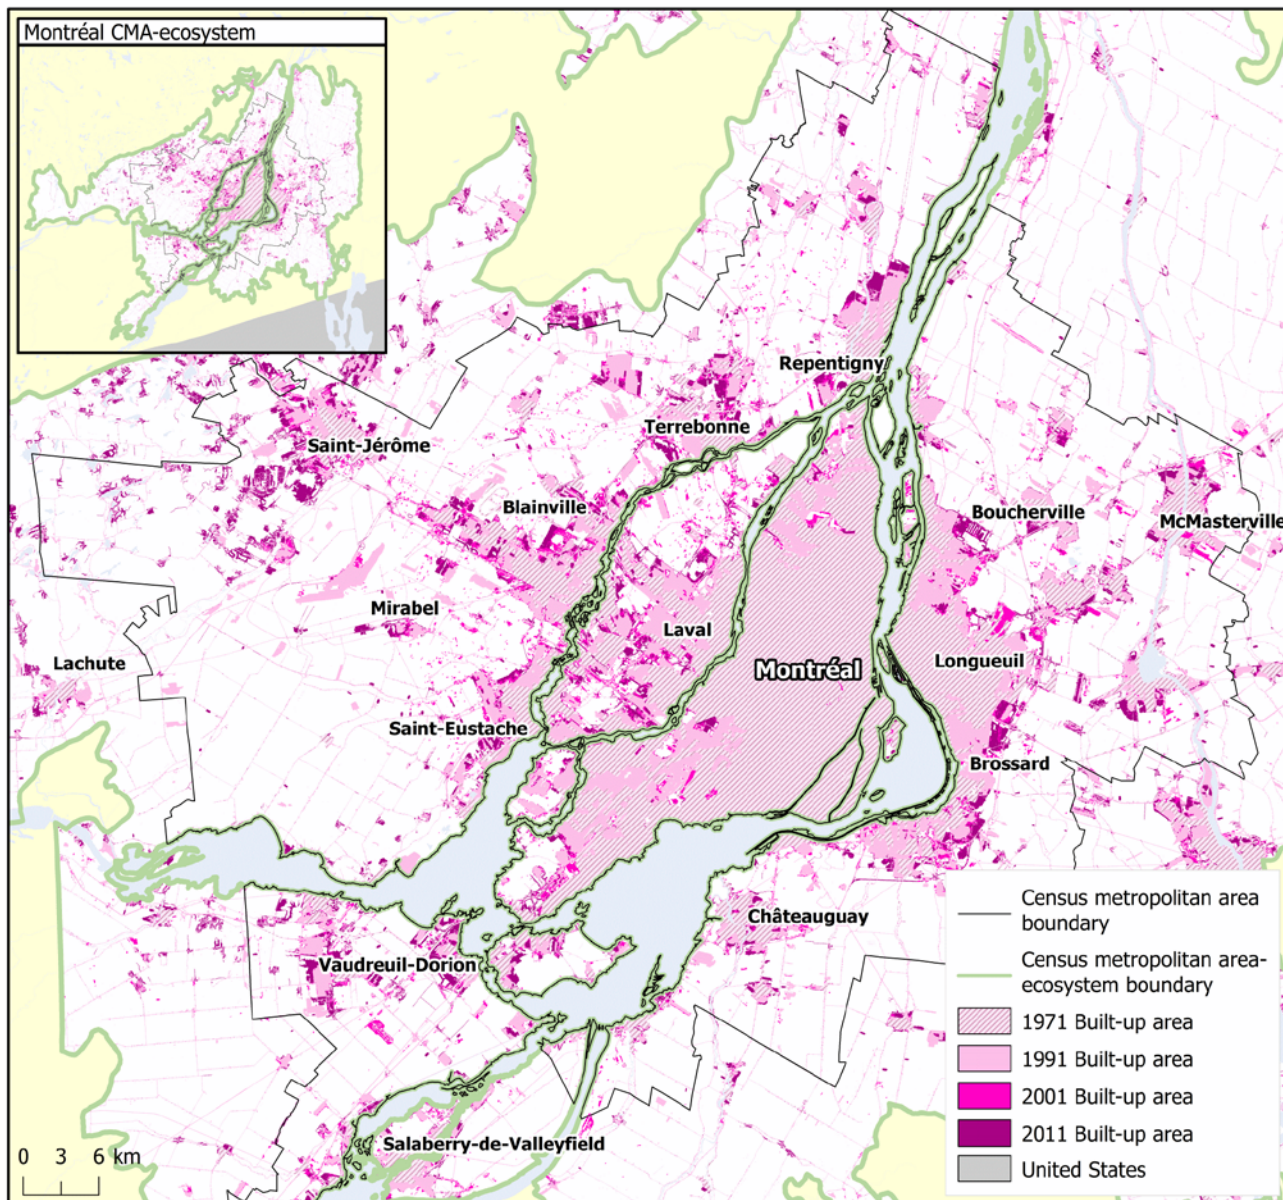 Montréal CMA-ecosystem
Repentigny
Terrebonne
Saint-Jérôme
Blainville
Boucherville
McMasterville
Mirabel
Laval
Lachute
Montréal
Longueuil
Saint-Eustache
Brossard
Châteauguay
Vaudreuil-Dorion
Salaberry-de-Valleyfield
0 3 6 km
Census metropolitan area
boundary
Census metropolitan area-
ecosystem boundary
1971 Built-up area
1991 Built-up area
2001 Built-up area
2011 Built-up area
United States